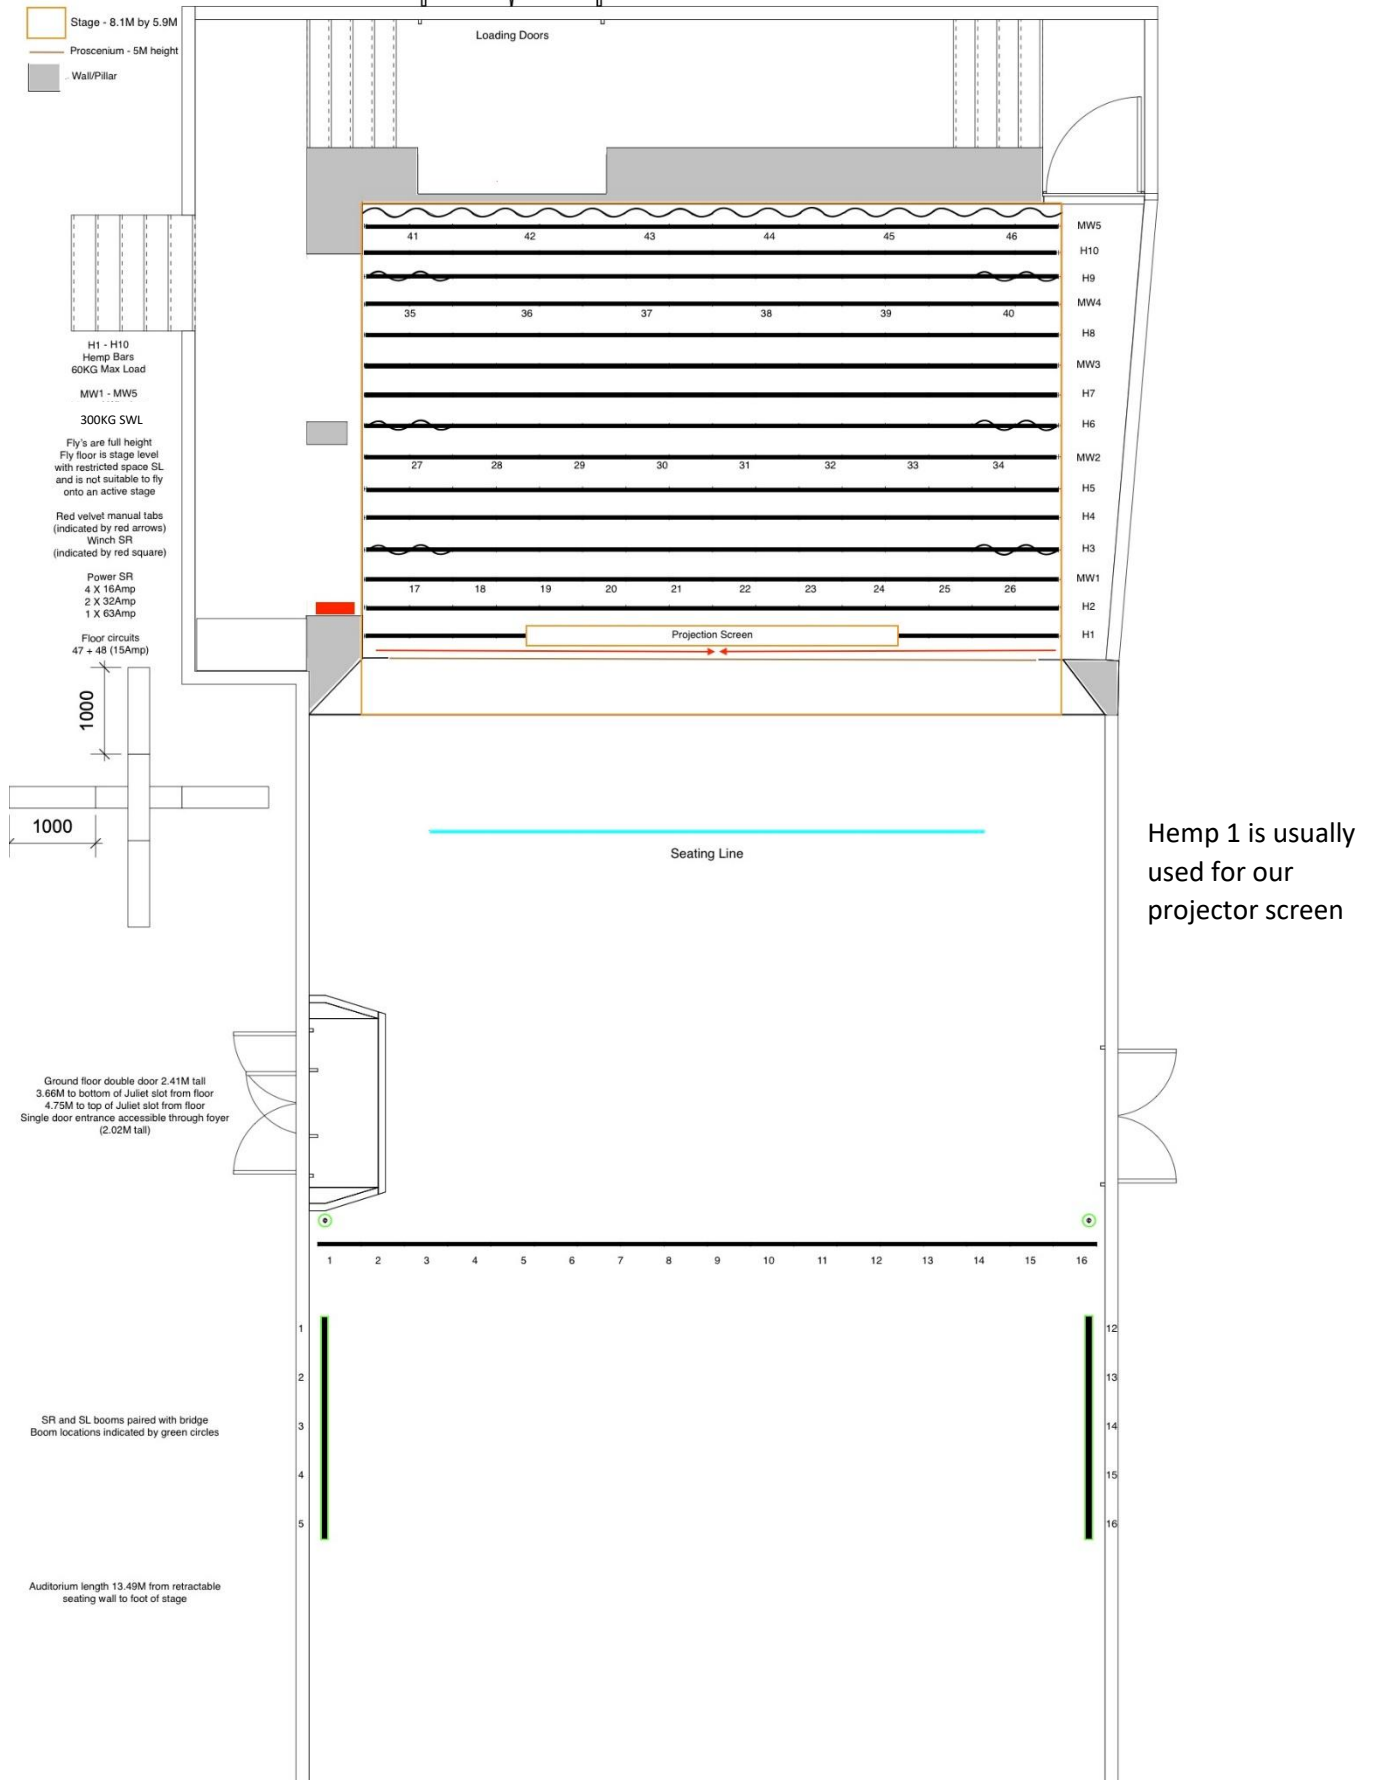 Stage - 8.1M by 5.9M
Proscenium - 5M height
Wall/Pillar
Loading Doors
41 42 43 44 45 46
MW5
H10
H9
MW4
35 36 37 38 39 40
H8
MW3
H7
H6
MW2
27 28 29 30 31 32 33 34
H5
H4
H3
MW1
17 18 19 20 21 22 23 24 25 26
H2
Projection Screen
H1
H1 - H10
Hemp Bars
60KG Max Load
MW1 - MW5
300KG SWL
Fly's are full height
Fly floor is stage level
with restricted space SL
and is not suitable to fly
onto an active stage
Red velvet manual tabs
(indicated by red arrows)
Winch SR
(indicated by red square)
Power SR
4 X 16Amp
2 X 32Amp
1 X 63Amp
Floor circuits
47 + 48 (15Amp)
1000
1000
Seating Line
Hemp 1 is usually
used for our
projector screen
Ground floor double door 2.41M tall
3.66M to bottom of Juliet slot from floor
4.75M to top of Juliet slot from floor
Single door entrance accessible through foyer
(2.02M tall)
1 2 3 4 5 6 7 8 9 10 11 12 13 14 15 16
1
2
3
4
5
12
13
14
15
16
SR and SL booms paired with bridge
Boom locations indicated by green circles
Auditorium length 13.49M from retractable
seating wall to foot of stage